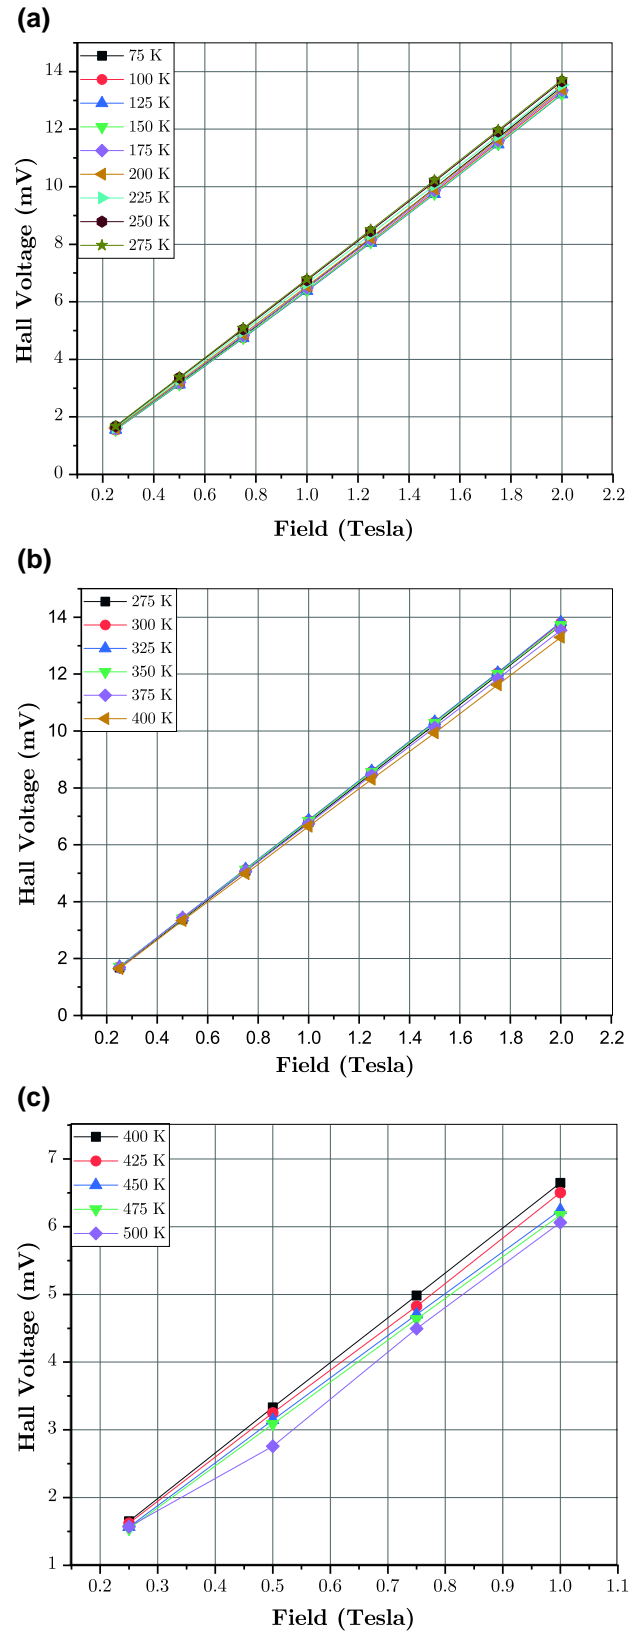 (a)
75 K
100 K
125 K
150 K
175 K
200 K
225 K
250 K
275 K
14
12
10
8
6
4
2
0
Hall Voltage (mV)
0.2 0.4 0.6 0.8 1.0 1.2 1.4 1.6 1.8 2.0 2.2
Field (Tesla)
(b)
275 K
300 K
325 K
350 K
375 K
400 K
14
12
10
8
6
4
2
0
Hall Voltage (mV)
0.2 0.4 0.6 0.8 1.0 1.2 1.4 1.6 1.8 2.0 2.2
Field (Tesla)
(c)
400 K
425 K
450 K
475 K
500 K
7
6
5
4
3
2
1
Hall Voltage (mV)
0.2 0.3 0.4 0.5 0.6 0.7 0.8 0.9 1.0 1.1
Field (Tesla)